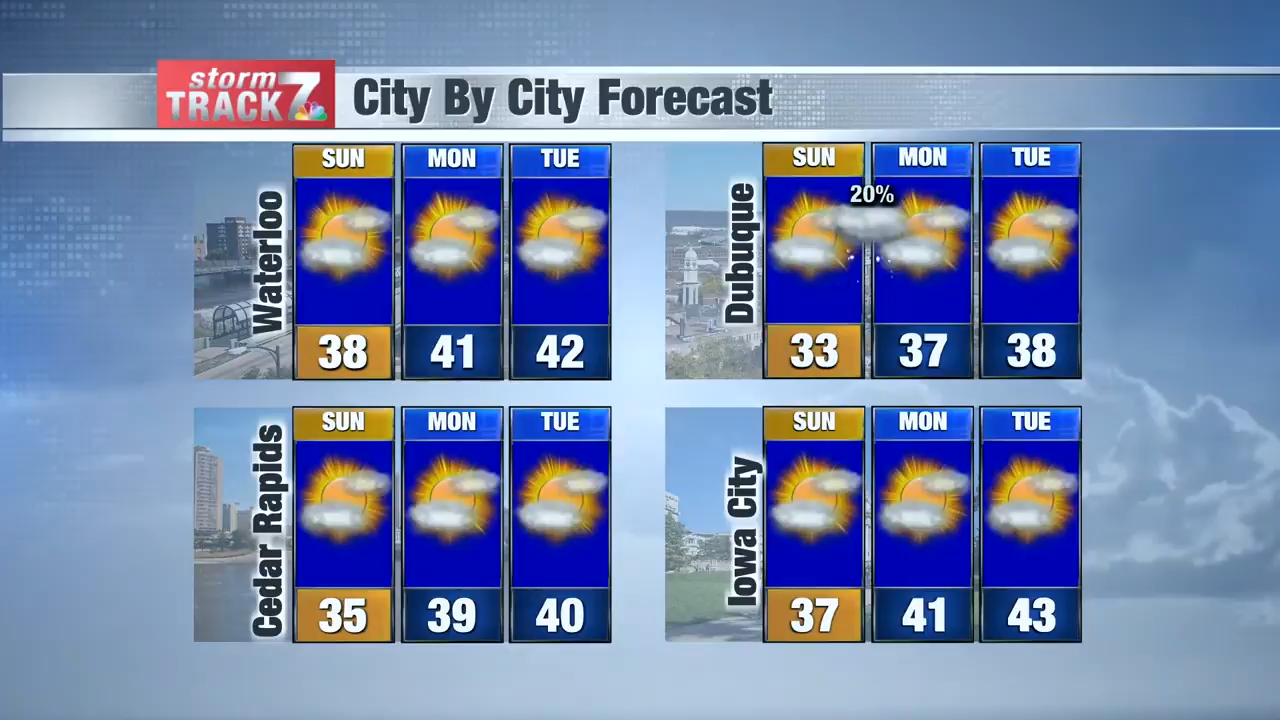 storm
TRACK 7
City By City Forecast
Waterloo
SUN MON TUE
38 41 42
Dubuque
SUN MON TUE
20%
33 37 38
Cedar Rapids
SUN MON TUE
35 39 40
Iowa City
SUN MON TUE
37 41 43